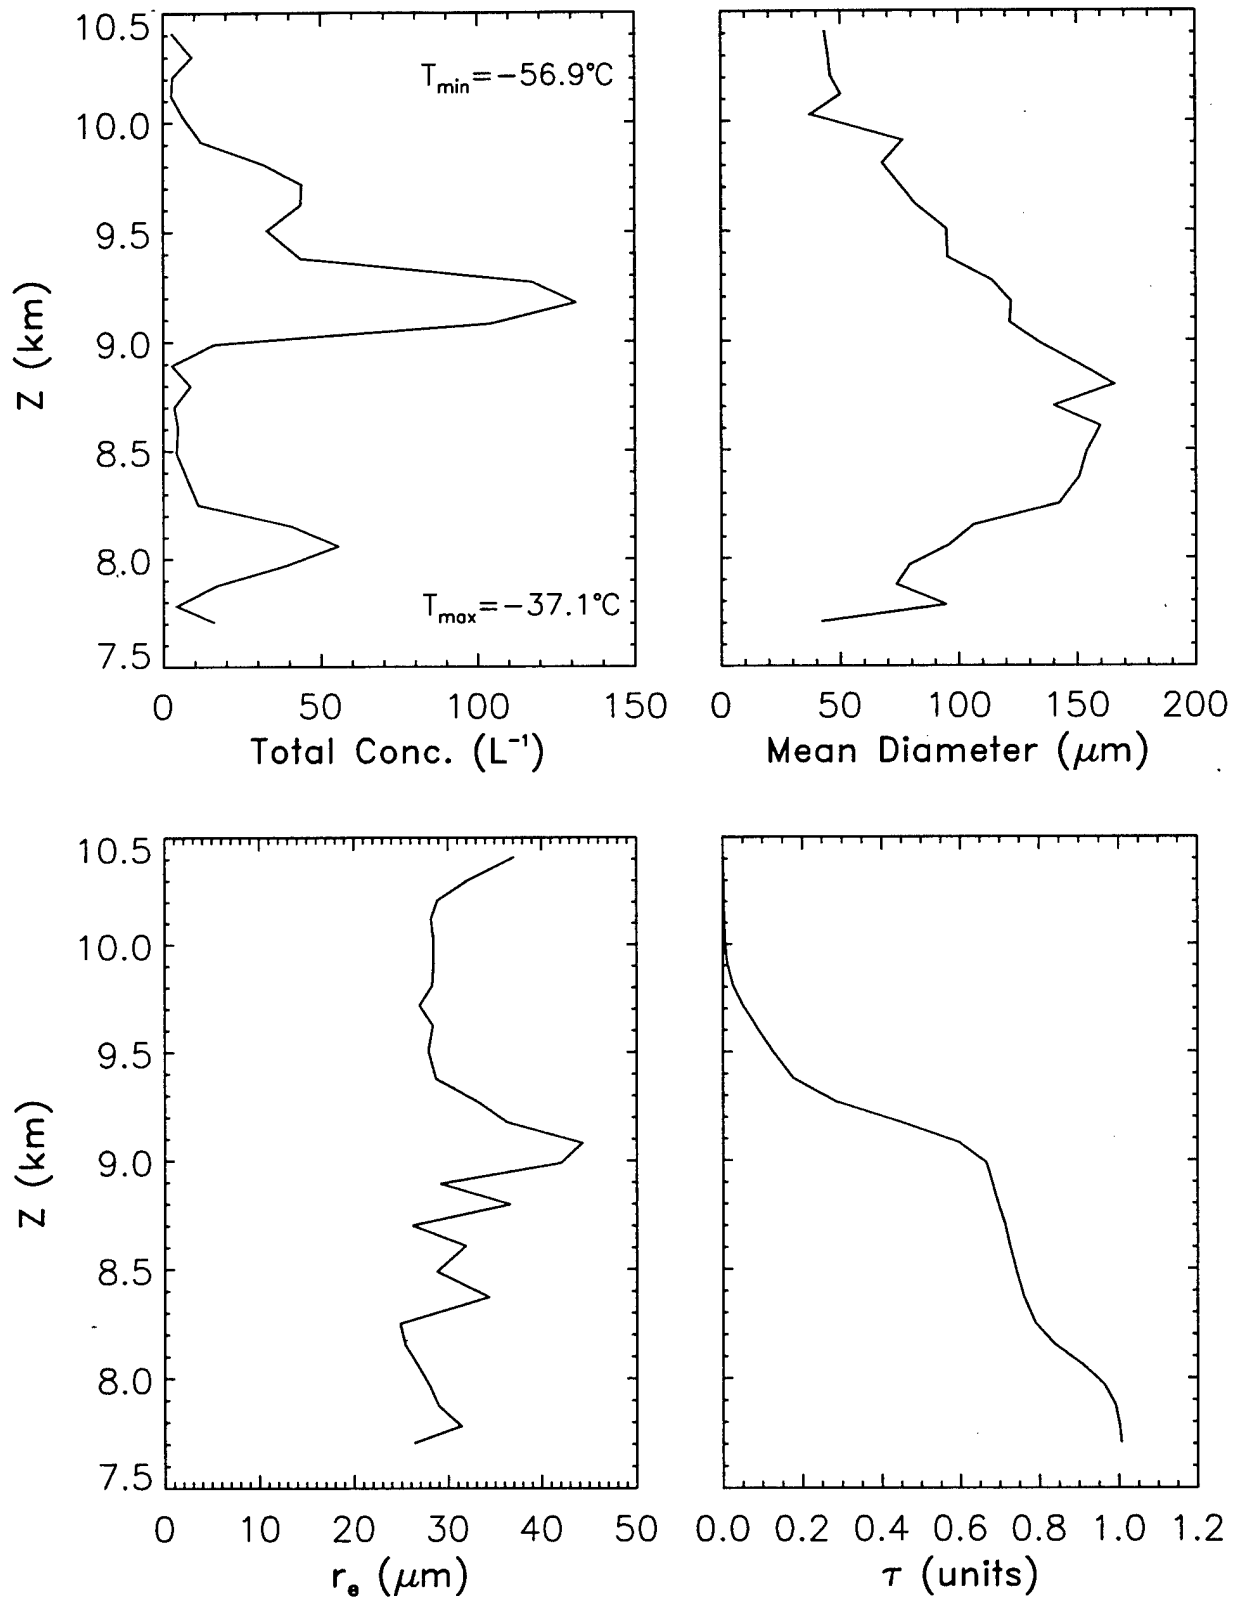 10.5
10.0
9.5
9.0
8.5
8.0
7.5
Z (km)
T_min=−56.9°C
T_max=−37.1°C
0 50 100 150
Total Conc. (L⁻¹)
0 50 100 150 200
Mean Diameter (μm)
10.5
10.0
9.5
9.0
8.5
8.0
7.5
Z (km)
0 10 20 30 40 50
r_e (μm)
0.0 0.2 0.4 0.6 0.8 1.0 1.2
τ (units)